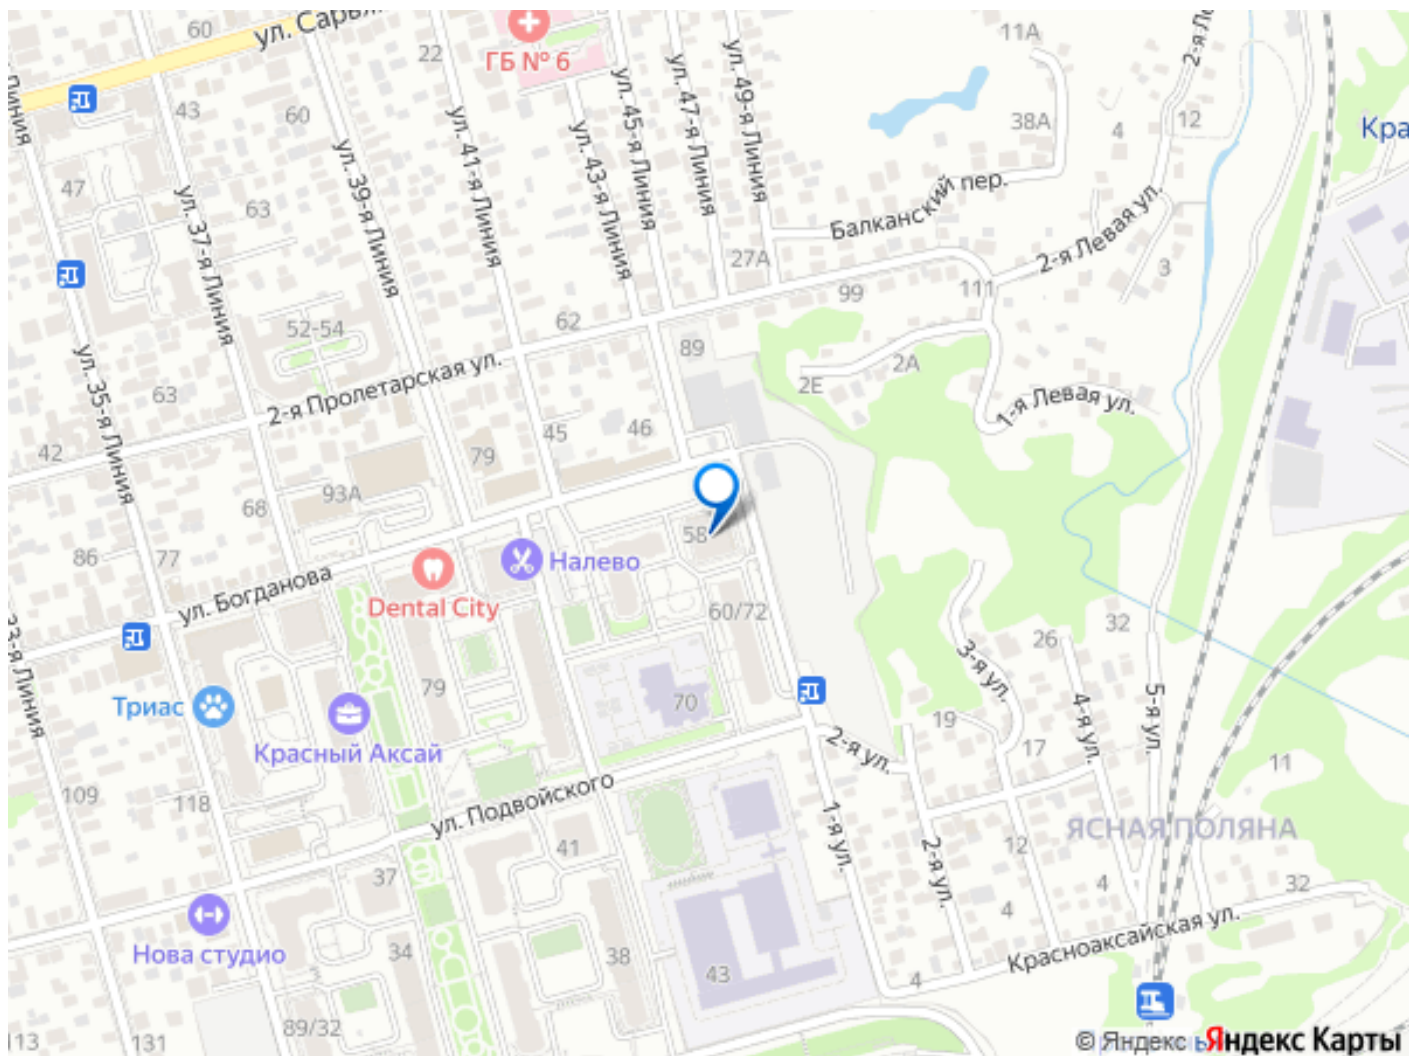 60
ул. Сарь
ГБ № 6
22
11А
2-я Ле
43
60
47
63
ул. 37-я Линия
ул. 39-я Линия
ул. 41-я Линия
ул. 43-я Линия
ул. 45-я Линия
ул. 47-я Линия
ул. 49-я Линия
Линия
38А
4
12
Кра
Балканский пер.
2-я Левая ул.
3
27А
99
111
52-54
62
89
2Е
2А
1-я Левая ул.
ул. 35-я Линия
63
2-я Пролетарская ул.
42
45
46
79
93А
68
86
77
58
Налево
ул. Богданова
Dental City
60/72
33-я Линия
Триас
79
70
Красный Аксай
26
32
3-я ул.
4-я ул.
5-я ул.
19
17
2-я ул.
11
109
118
ул. Подвойского
1-я ул.
2-я ул.
ЯСНАЯ ПОЛЯНА
41
37
12
4
4
32
Нова студио
34
38
43
4
Красноаксайская ул.
89/32
113
131
© Яндекс Яндекс Карты